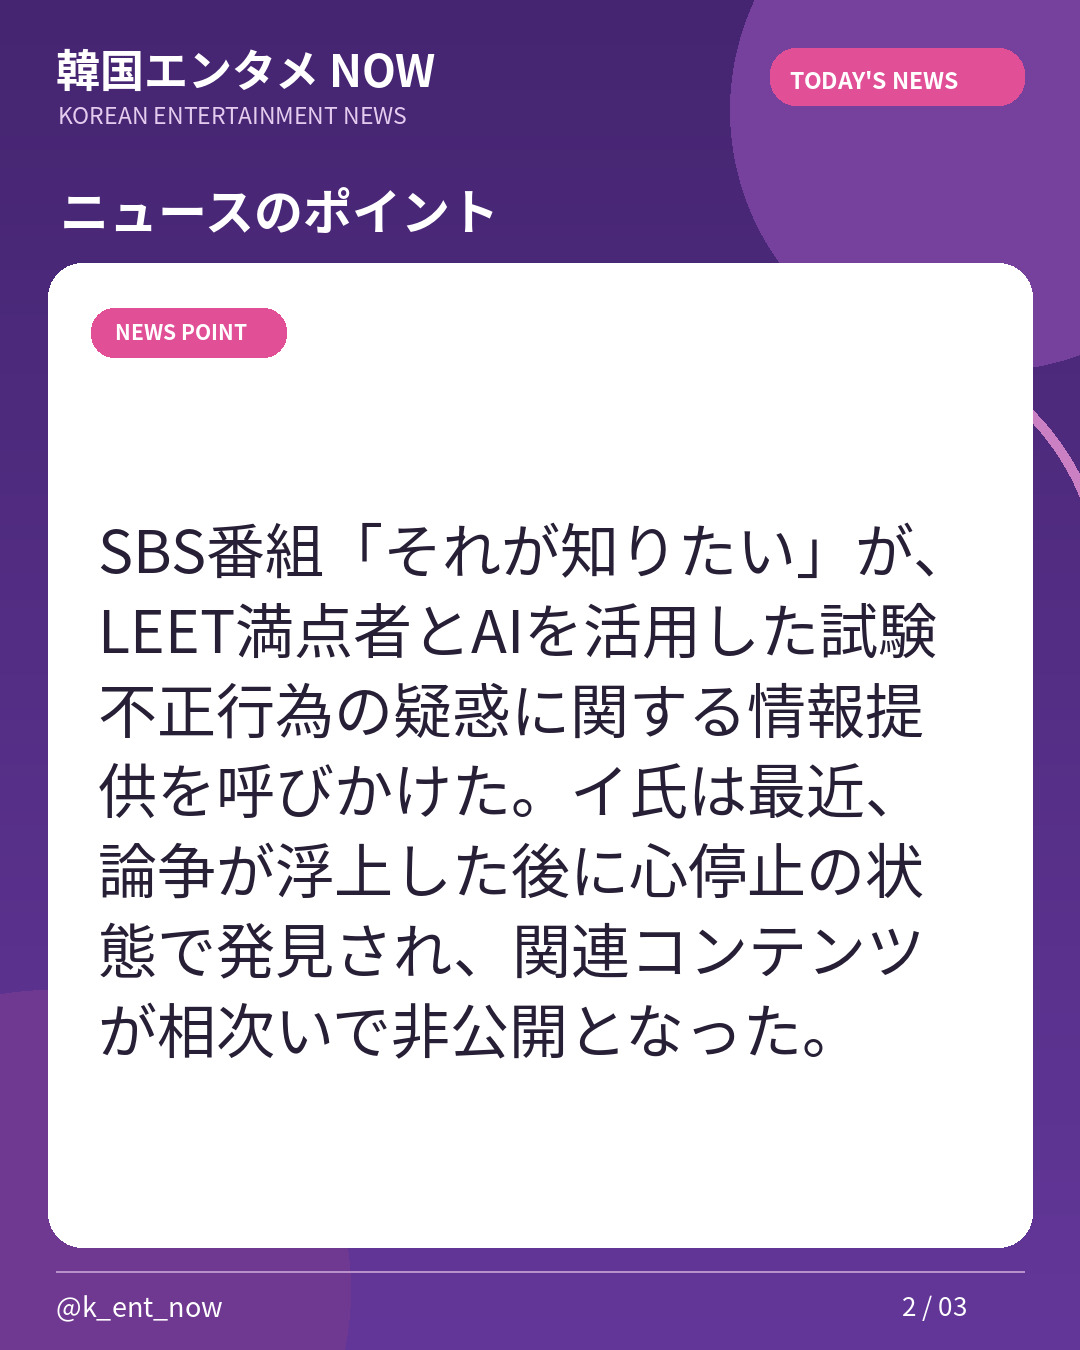 韓国エンタメ NOW
KOREAN ENTERTAINMENT NEWS
TODAY'S NEWS
ニュースのポイント
NEWS POINT
SBS番組「それが知りたい」が、
LEET満点者とAIを活用した試験
不正行為の疑惑に関する情報提
供を呼びかけた。イ氏は最近、
論争が浮上した後に心停止の状
態で発見され、関連コンテンツ
が相次いで非公開となった。
@k_ent_now
2 / 03